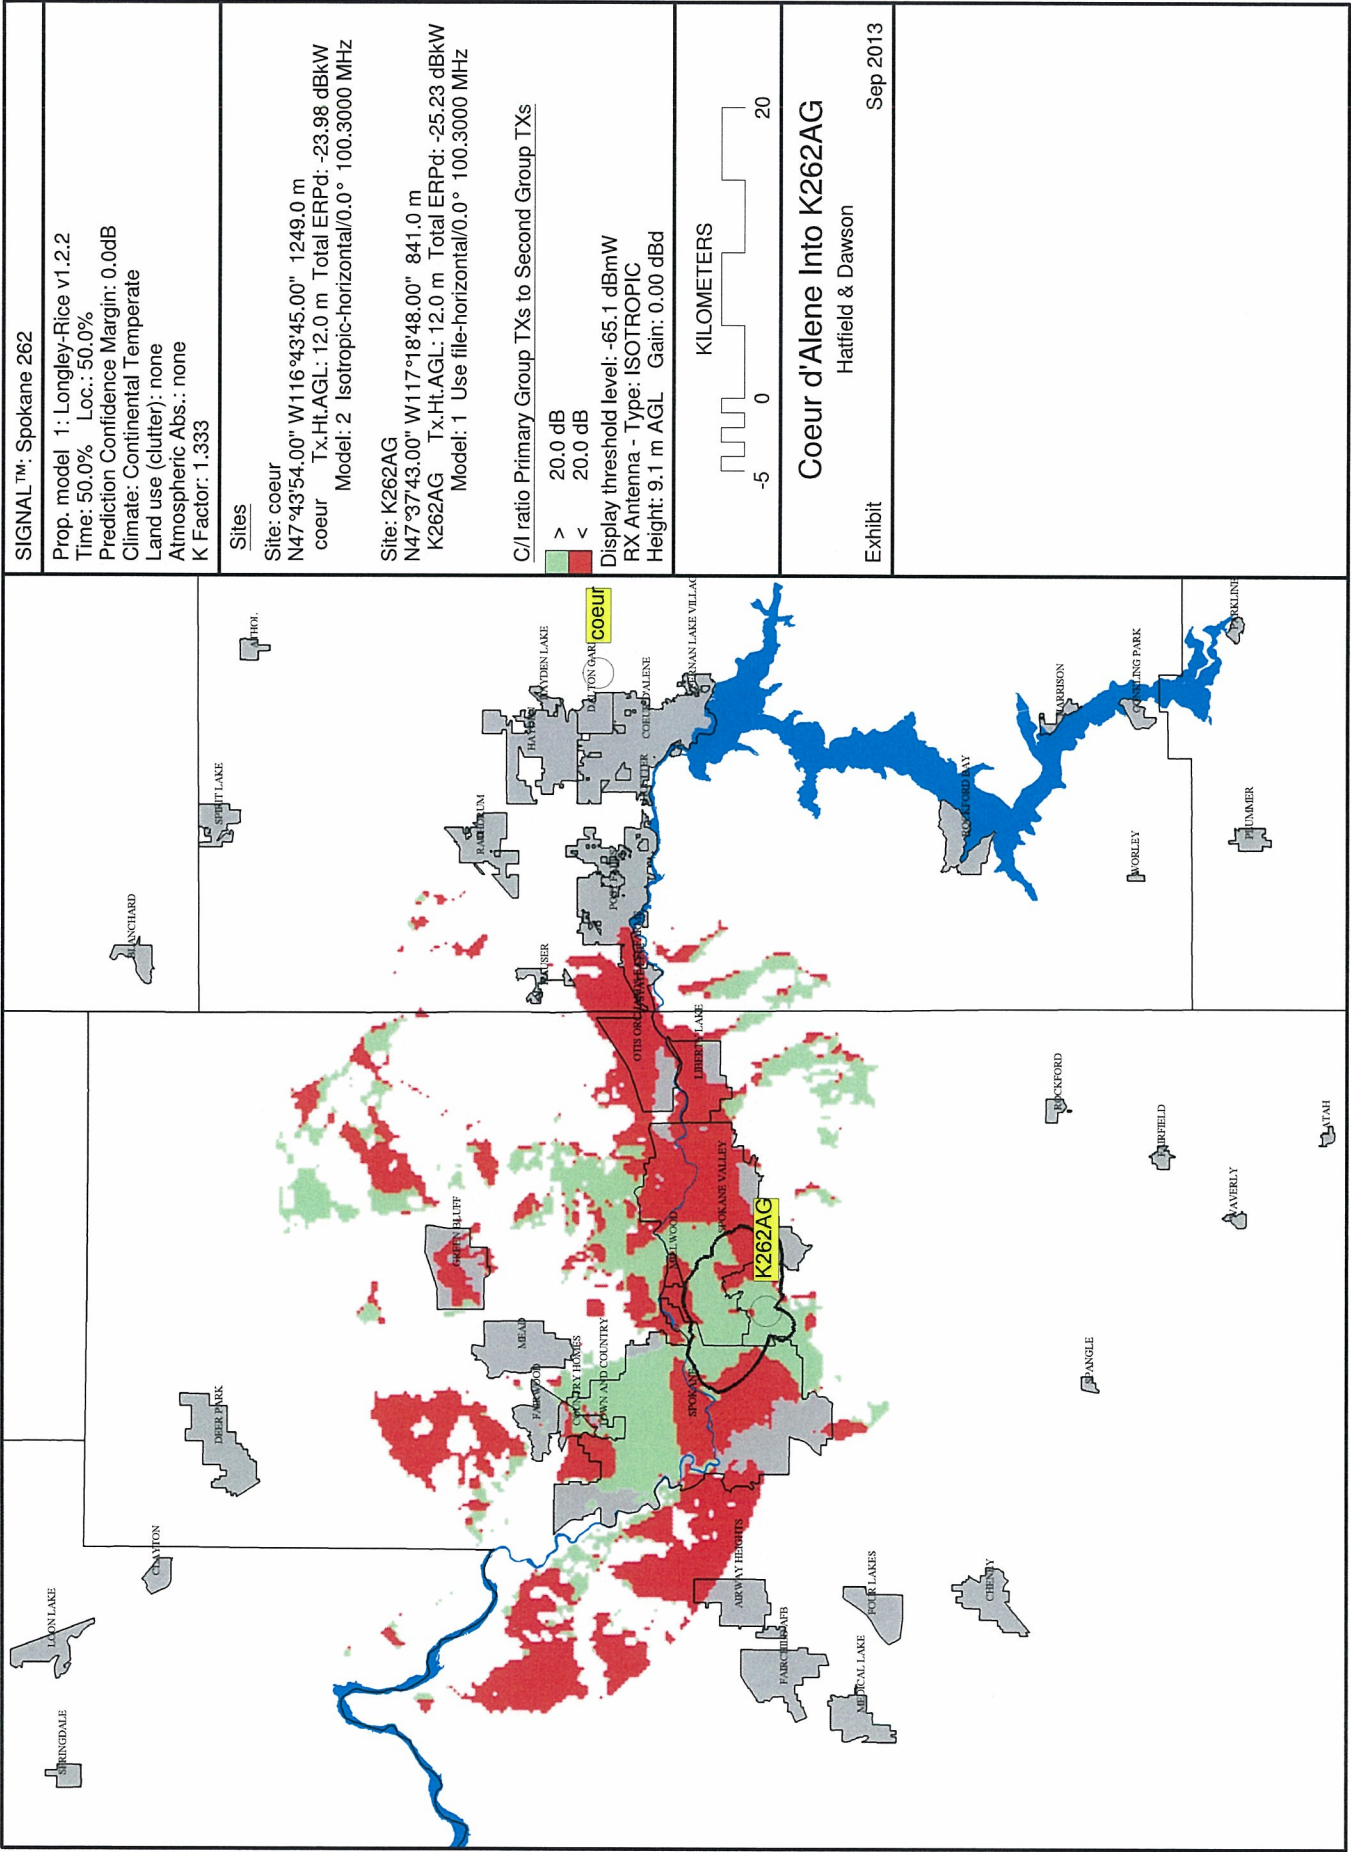 SIGNAL™: Spokane 262
Prop. model 1: Longley-Rice v1.2.2
Time: 50.0% Loc.: 50.0%
Prediction Confidence Margin: 0.0dB
Climate: Continental Temperate
Land use (clutter): none
Atmospheric Abs.: none
K Factor: 1.333
Sites
Site: coeur
N47°43'54.00" W116°43'45.00" 1249.0 m
coeur Tx.Ht.AGL: 12.0 m Total ERPd: -23.98 dBkW
Model: 2 Isotropic-horizontal/0.0° 100.3000 MHz
Site: K262AG
N47°37'43.00" W117°18'48.00" 841.0 m
K262AG Tx.Ht.AGL: 12.0 m Total ERPd: -25.23 dBkW
Model: 1 Use file-horizontal/0.0° 100.3000 MHz
C/I ratio Primary Group TXs to Second Group TXs
> 20.0 dB
< 20.0 dB
Display threshold level: -65.1 dBmW
RX Antenna - Type: ISOTROPIC
Height: 9.1 m AGL Gain: 0.00 dBd
KILOMETERS
-5 0 20
Coeur d'Alene Into K262AG
Hatfield & Dawson
Exhibit Sep 2013
SPRINGDALE
LOON LAKE
CLAYTON
DEER PARK
BLANCHARD
SPIRIT LAKE
GREEN BLUFF
MEAD
FAIRWOOD
COUNTRY HOMES
TOWN AND COUNTRY
HAUSER
RATHDRUM
HAYDEN
HAYDEN LAKE
coeur
COEUR D'ALENE
POST FALLS
LIBERTY LAKE
SPOKANE VALLEY
MILLWOOD
K262AG
SPOKANE
AIRWAY HEIGHTS
FAIRCHILD AFB
MEDICAL LAKE
FOUR LAKES
CHENEY
SPANGLE
ROCKFORD
FAIRFIELD
WAVERLY
LATAH
ROCKFORD BAY
WORLEY
PLUMMER
HARRISON